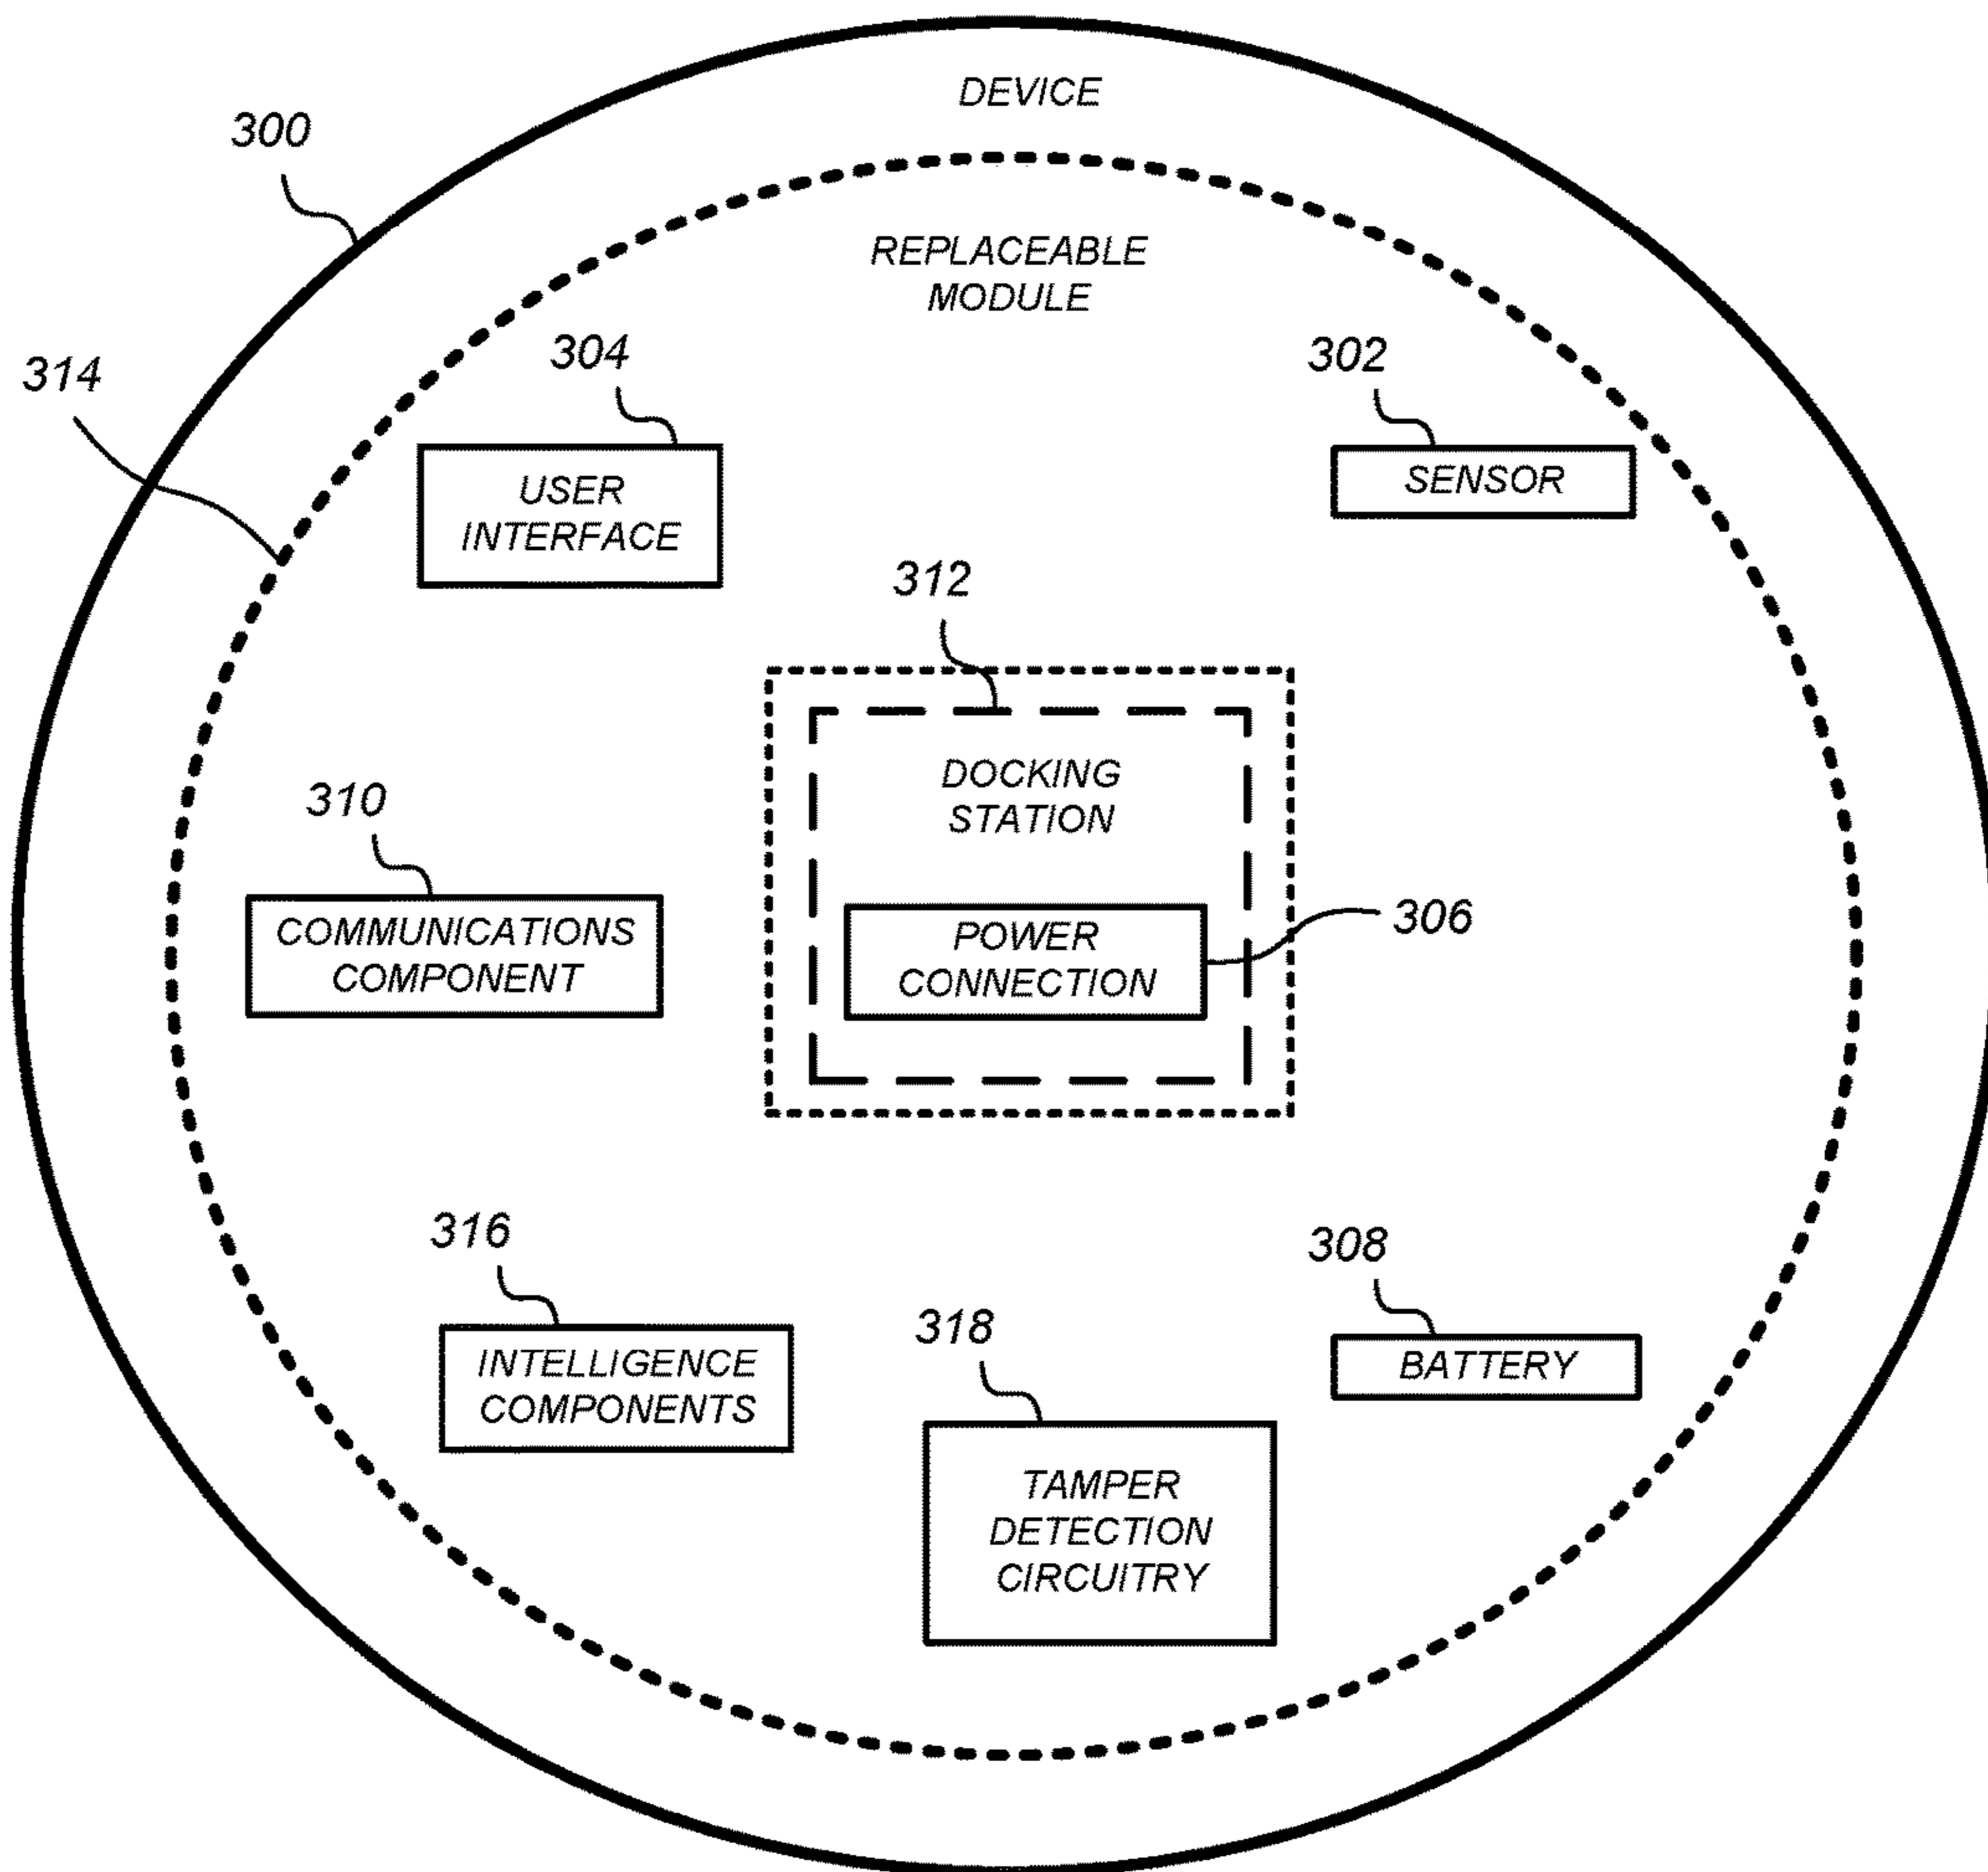 DEVICE
300
REPLACEABLE
MODULE
314
304
302
USER
INTERFACE
SENSOR
312
DOCKING
STATION
310
COMMUNICATIONS
COMPONENT
POWER
CONNECTION
306
316
308
INTELLIGENCE
COMPONENTS
318
BATTERY
TAMPER
DETECTION
CIRCUITRY